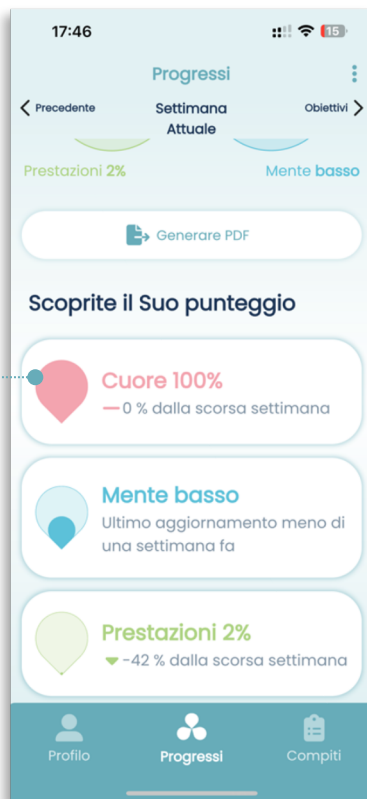 17:46
15
Progressi
Precedente
Settimana
Attuale
Obiettivi
Prestazioni 2%
Mente basso
Generare PDF
Scoprite il Suo punteggio
Cuore 100%
0 % dalla scorsa settimana
Mente basso
Ultimo aggiornamento meno di
una settimana fa
Prestazioni 2%
-42 % dalla scorsa settimana
Profilo
Progressi
Compiti